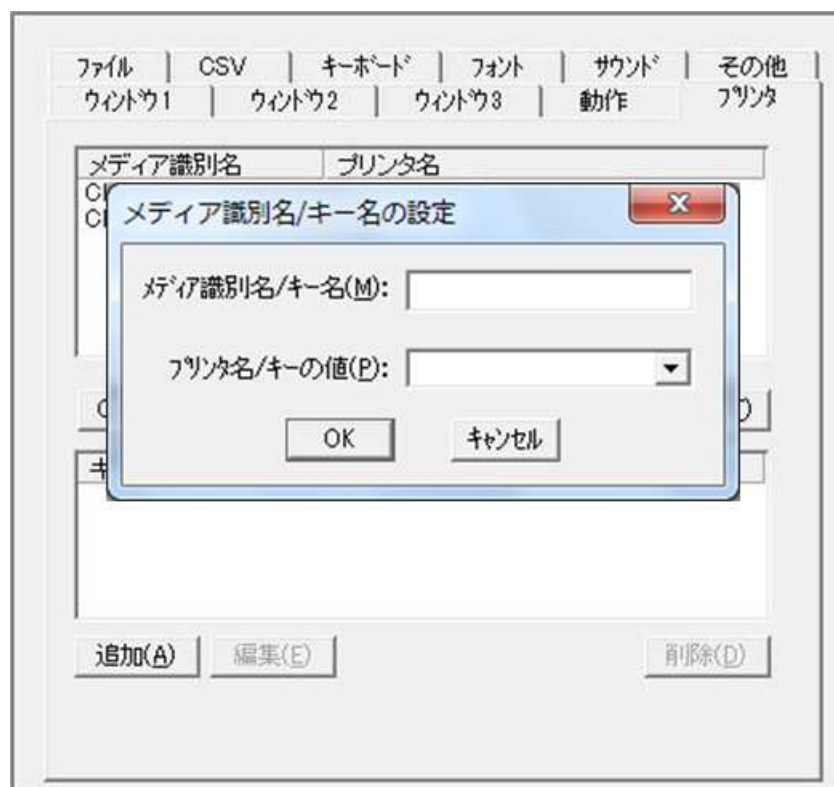 ファイル CSV キーボード フォント サウンド その他
ウィンドウ1 ウィンドウ2 ウィンドウ3 動作 プリンタ
メディア識別名 プリンタ名
メディア識別名/キー名の設定
メディア識別名/キー名(M):
プリンタ名/キーの値(P):
OK キャンセル
追加(A) 編集(E) 削除(D)